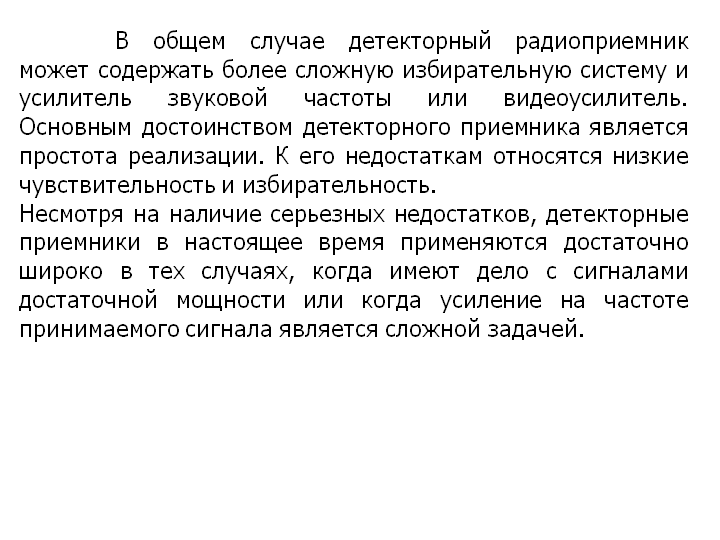 В общем случае детекторный радиоприемник
может содержать более сложную избирательную систему и
усилитель звуковой частоты или видеоусилитель.
Основным достоинством детекторного приемника является
простота реализации. К его недостаткам относятся низкие
чувствительность и избирательность.
Несмотря на наличие серьезных недостатков, детекторные
приемники в настоящее время применяются достаточно
широко в тех случаях, когда имеют дело с сигналами
достаточной мощности или когда усиление на частоте
принимаемого сигнала является сложной задачей.